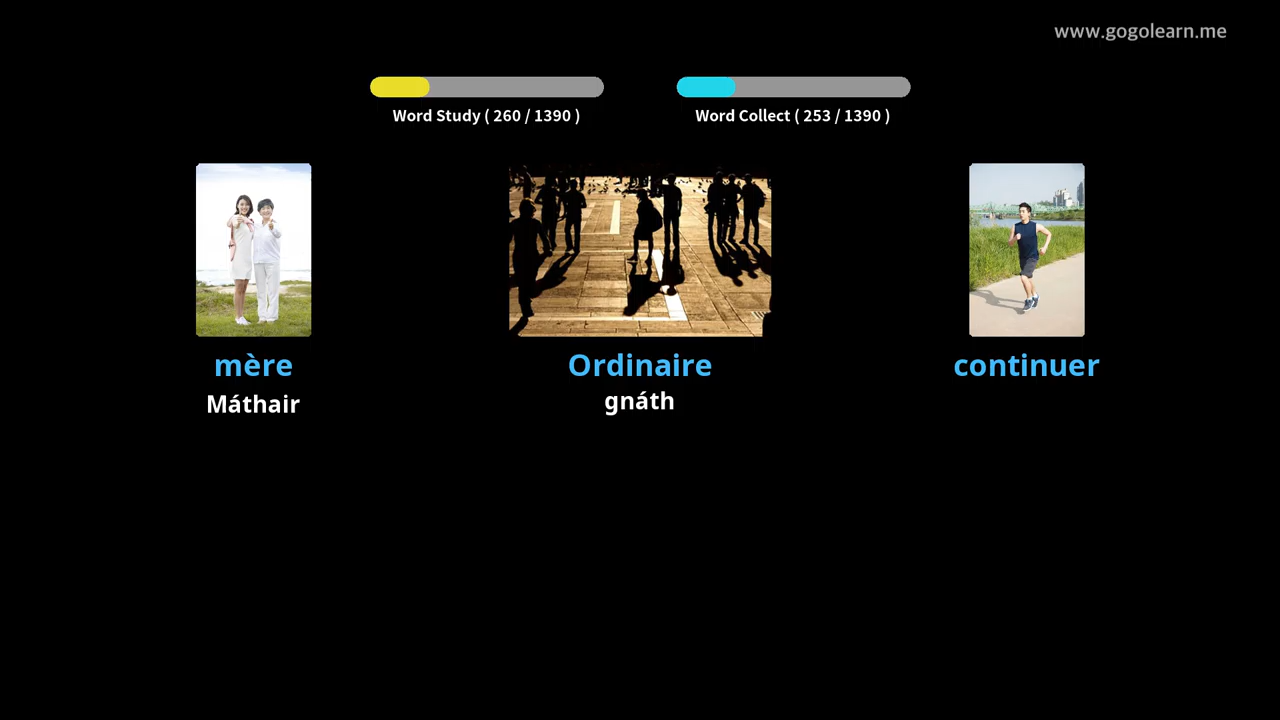 www.gogolearn.me
Word Study ( 260 / 1390 )
Word Collect ( 253 / 1390 )
mère
Ordinaire
continuer
Máthair
gnáth